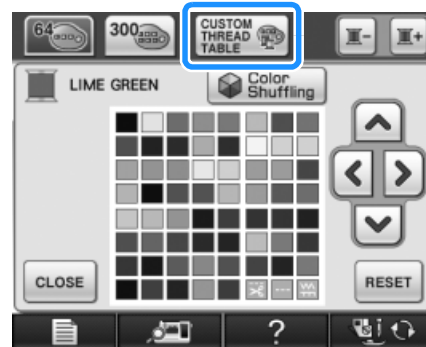 64
300
CUSTOM
THREAD
TABLE
-
+
LIME GREEN
Color
Shuffling
CLOSE
RESET
?